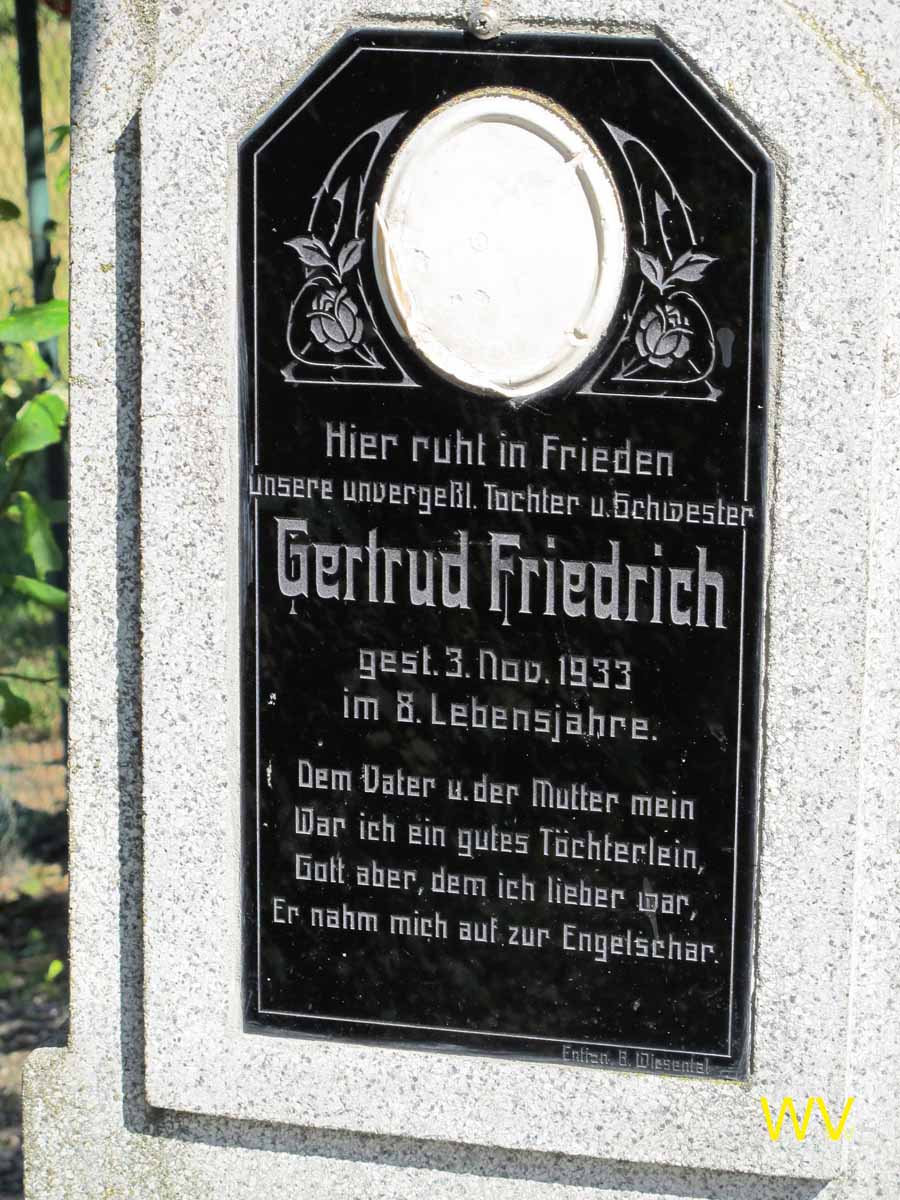 Hier ruht in Frieden
unsere unvergeßl. Tochter u. Schwester
Gertrud Friedrich
gest. 3. Nov. 1933
im 8. Lebensjahre.
Dem Vater u. der Mutter mein
War ich ein gutes Töchterlein,
Gott aber, dem ich lieber war,
Er nahm mich auf zur Engelschar.
B. Wiesental
WV